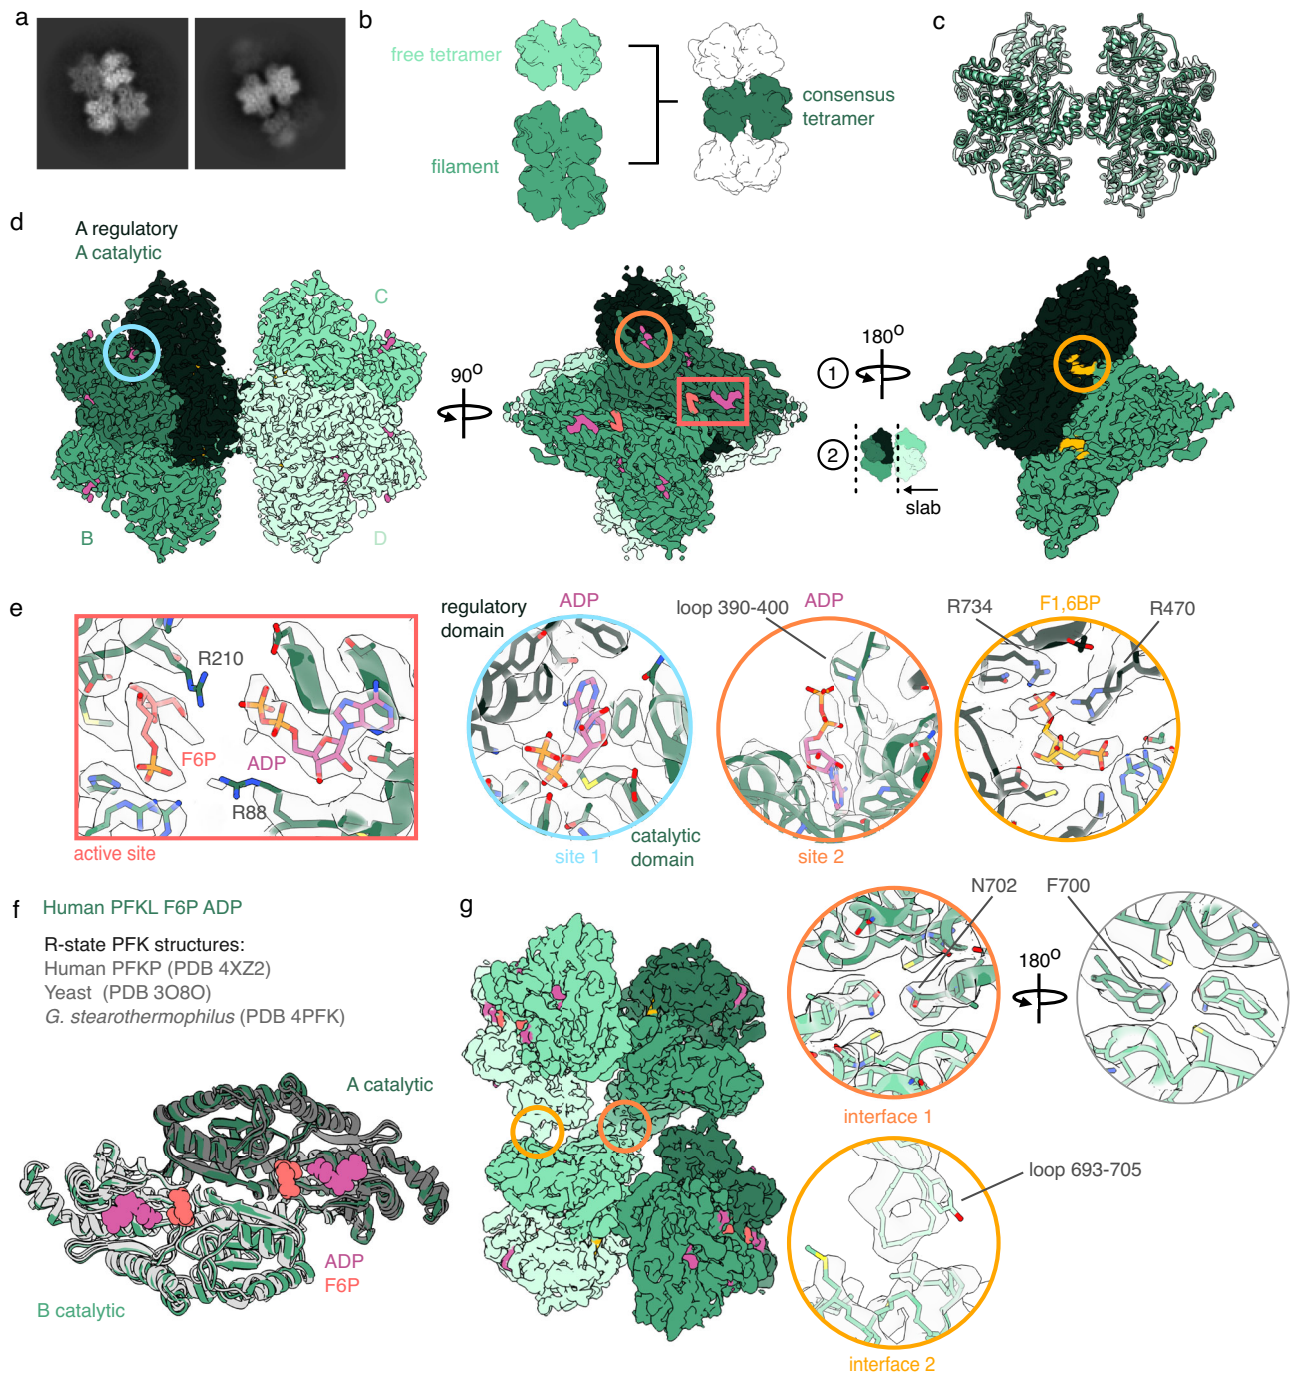 a
b
free tetramer
filament
consensus
tetramer
c
d
A regulatory
A catalytic
C
B
D
90°
1
180°
2
slab
e
R210
F6P
ADP
R88
active site
regulatory
domain
ADP
catalytic
domain
site 1
loop 390-400
ADP
site 2
R734
F1,6BP
R470
f
Human PFKL F6P ADP
R-state PFK structures:
Human PFKP (PDB 4XZ2)
Yeast (PDB 3O8O)
G. stearothermophilus (PDB 4PFK)
A catalytic
ADP
F6P
B catalytic
g
N702
F700
180°
interface 1
loop 693-705
interface 2